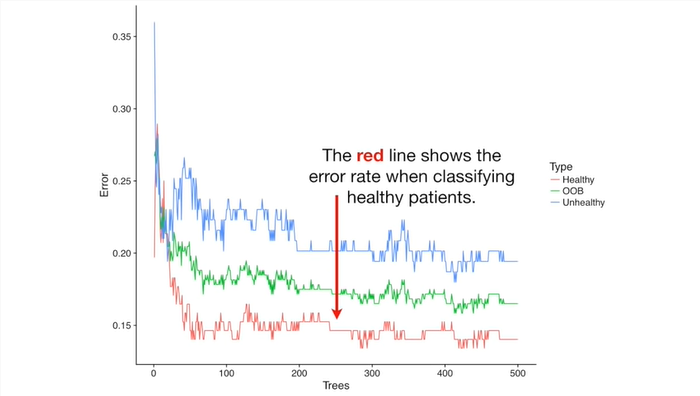 0.35
0.30
0.25
0.20
0.15
Error
0
100
200
300
400
500
Trees
The red line shows the
error rate when classifying
healthy patients.
Type
Healthy
OOB
Unhealthy